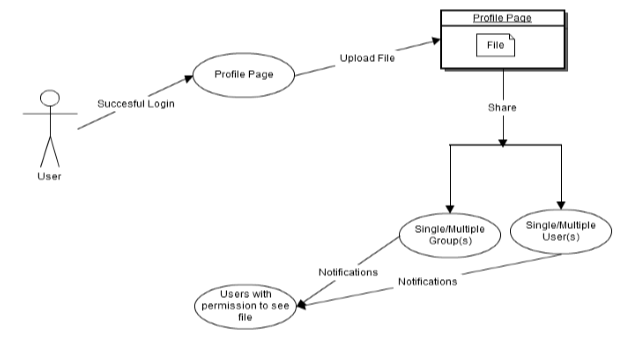 Profile Page
File
Upload File
Profile Page
Succesful Login
User
Share
Single/Multiple
Group(s)
Single/Multiple
User(s)
Notifications
Notifications
Users with
permission to see
file